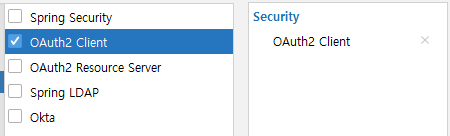 Spring Security
OAuth2 Client
OAuth2 Resource Server
Spring LDAP
Okta
Security
OAuth2 Client